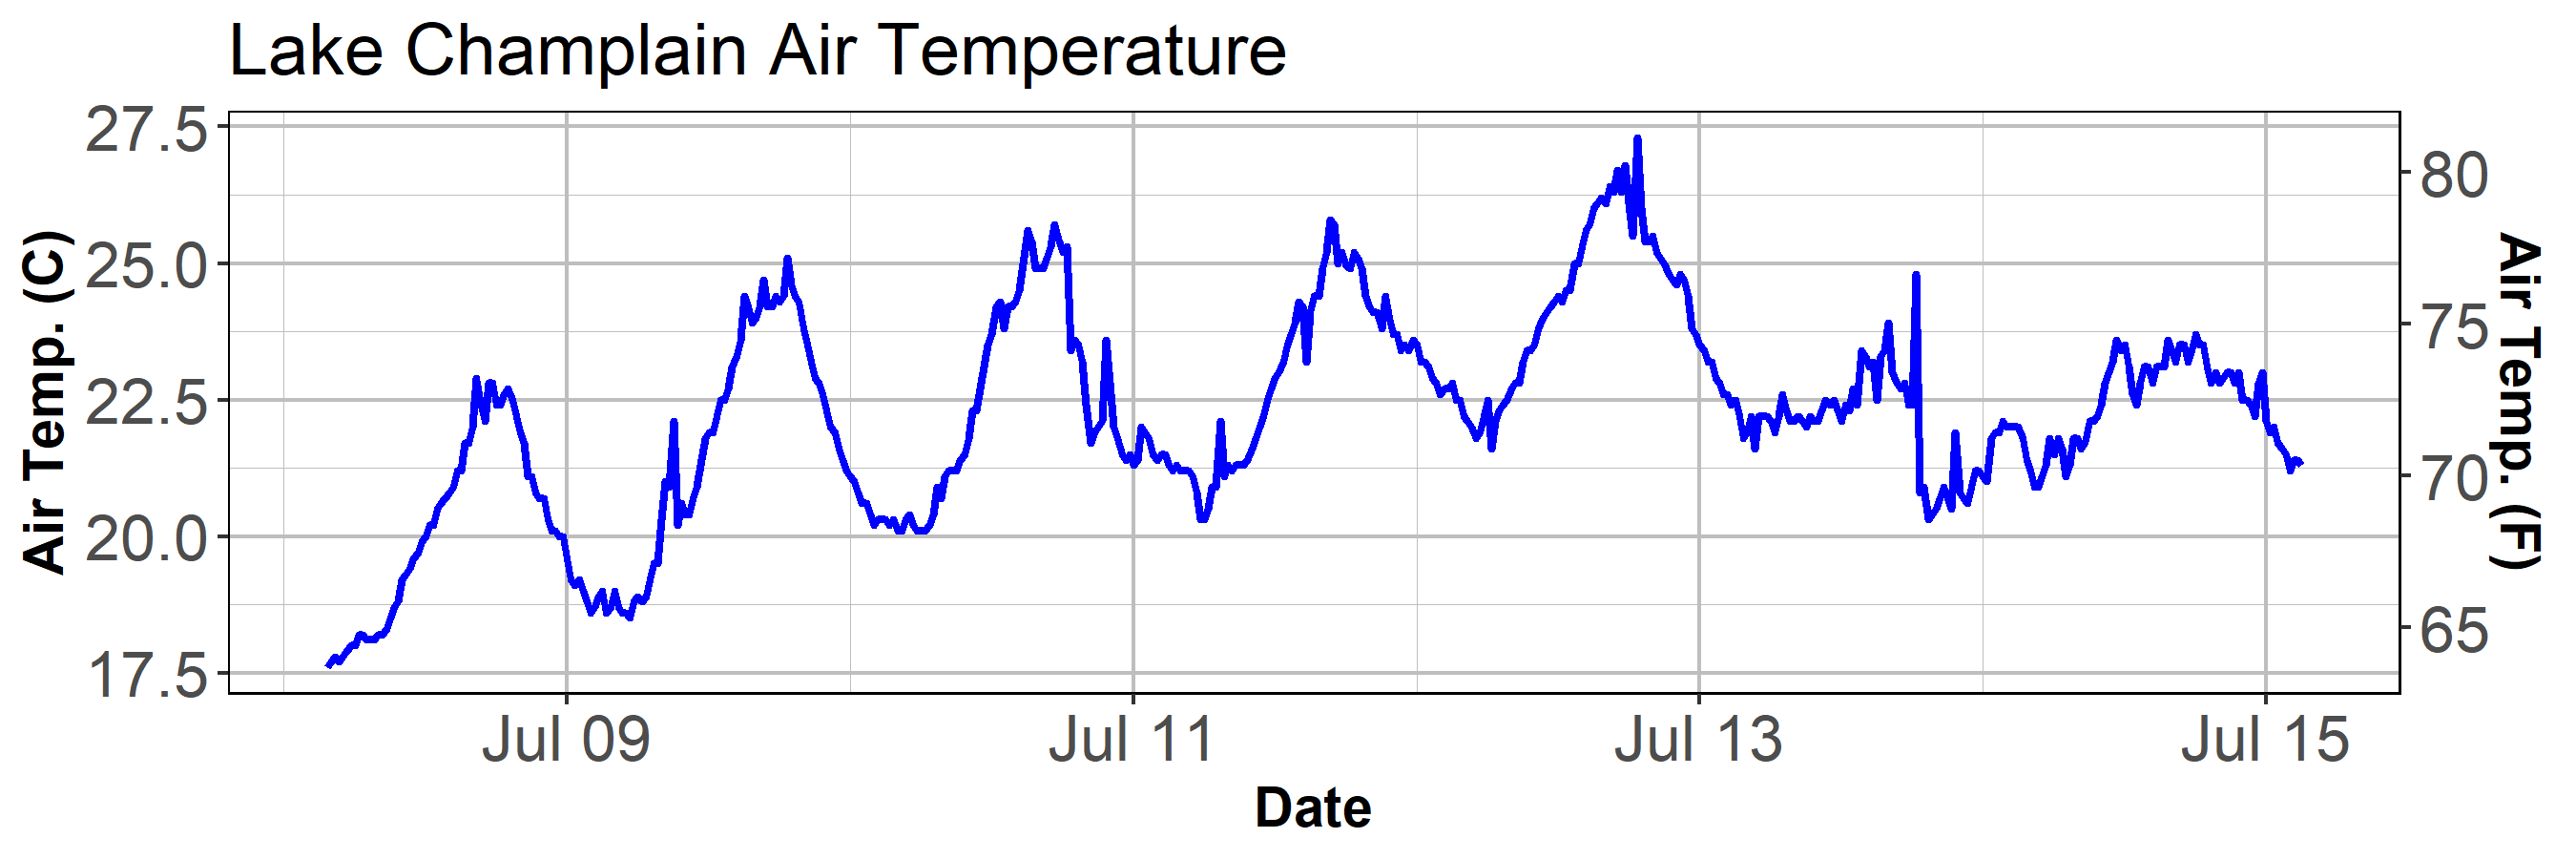 Lake Champlain Air Temperature
27.5
25.0
22.5
20.0
17.5
Air Temp. (C)
80
75
70
65
Air Temp. (F)
Jul 09
Jul 11
Jul 13
Jul 15
Date